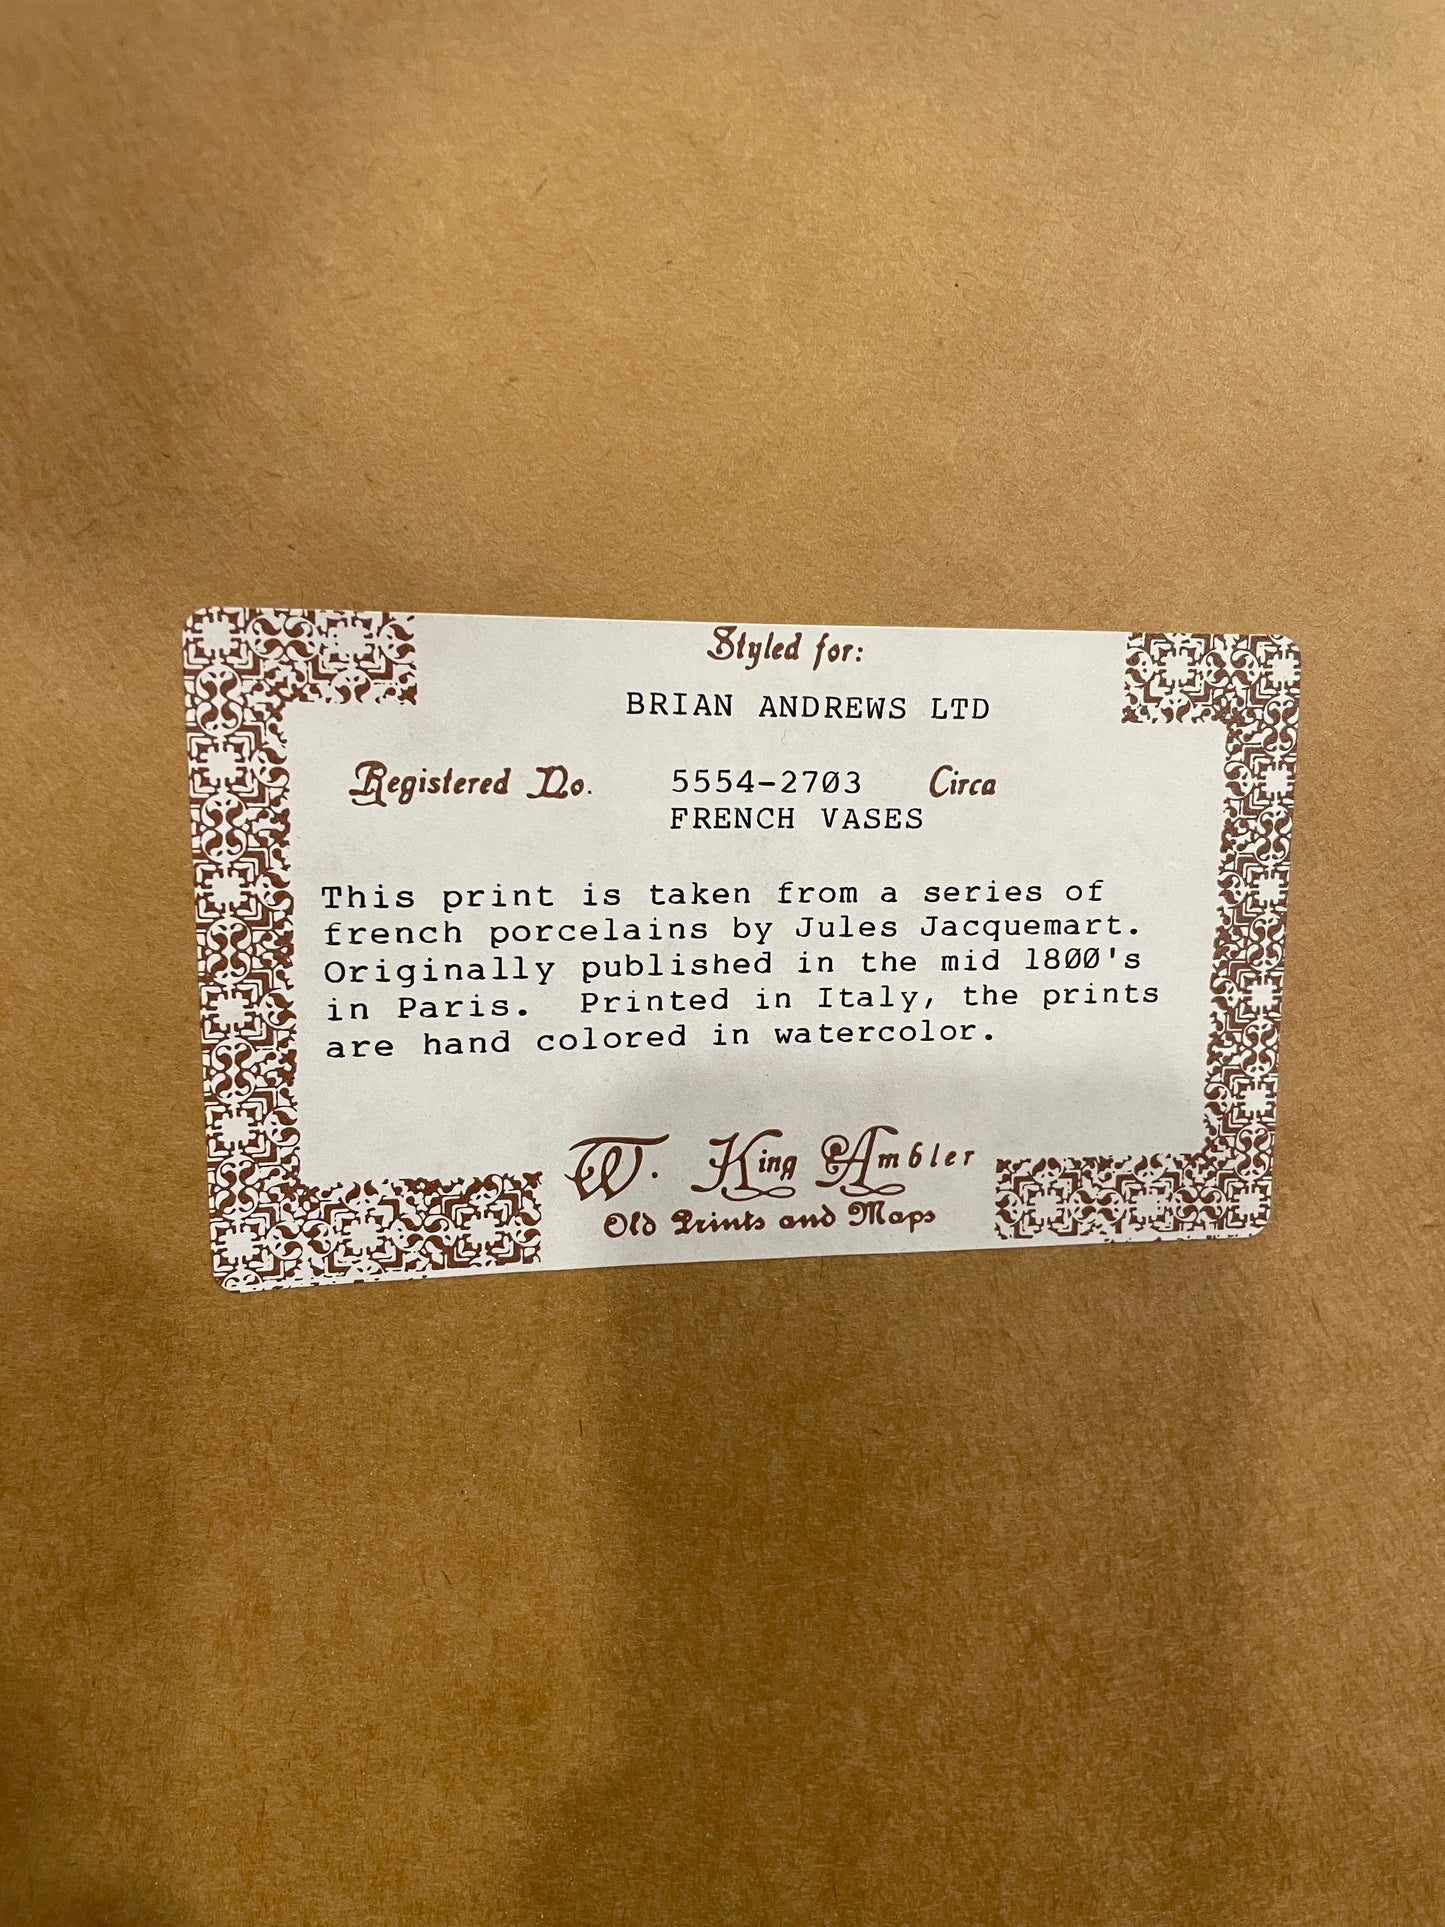 Styled for:
BRIAN ANDREWS LTD
Registered No. 5554-2703 Circa
FRENCH VASES
This print is taken from a series of
french porcelains by Jules Jacquemart.
Originally published in the mid 1800's
in Paris. Printed in Italy, the prints
are hand colored in watercolor.
W. King Ambler
Old Prints and Maps